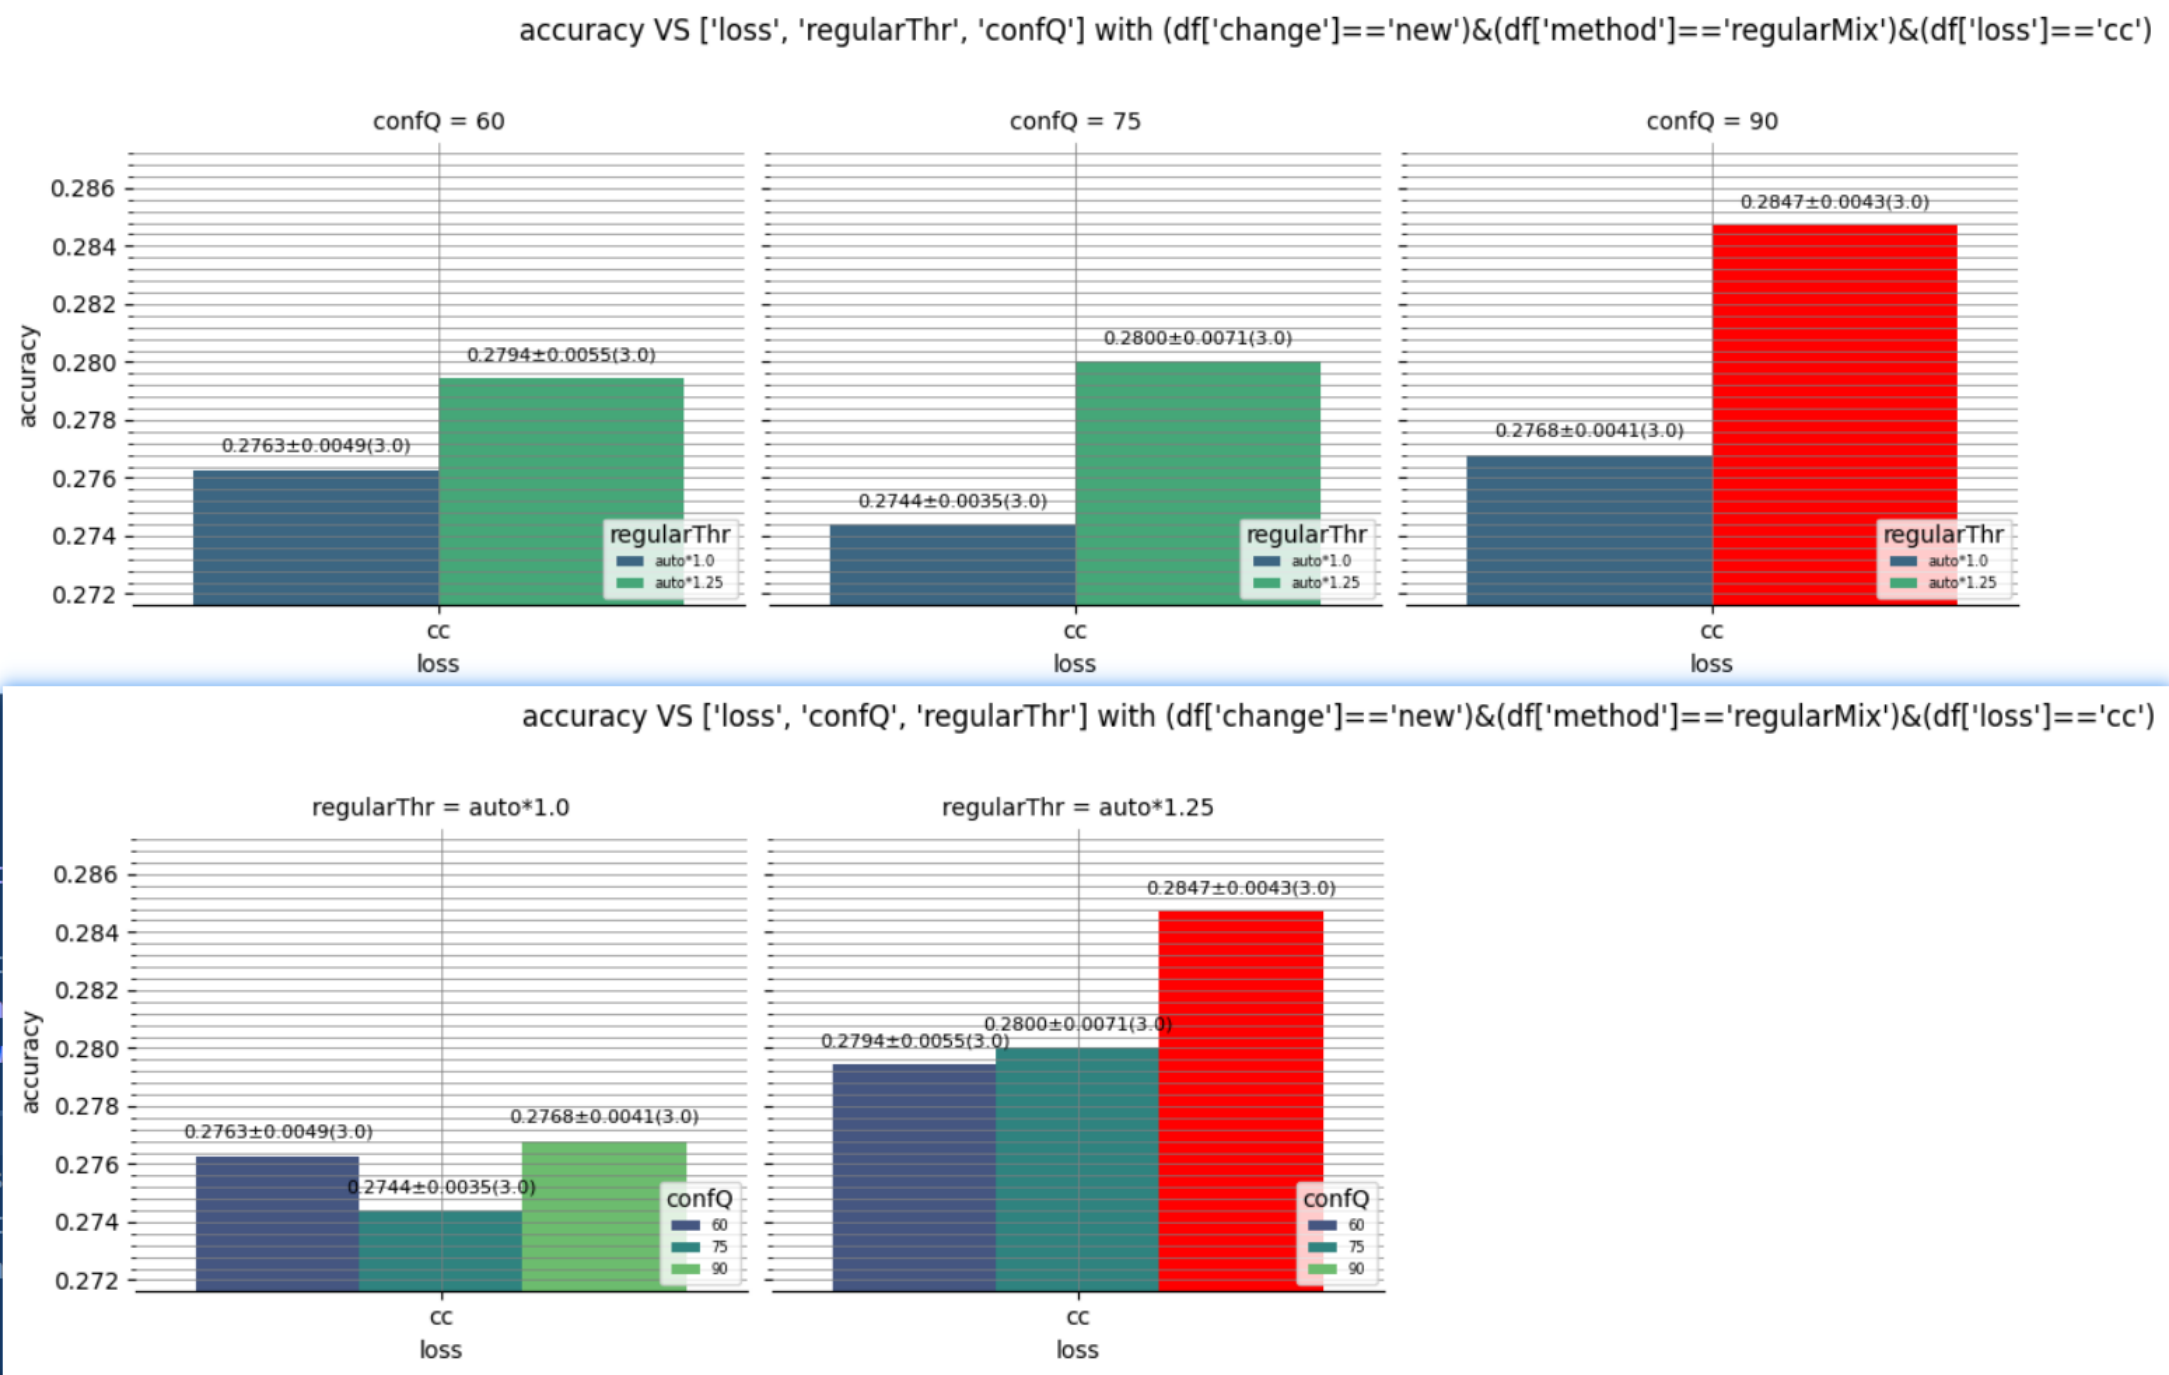 accuracy VS ['loss', 'regularThr', 'confQ'] with (df['change']=='new')&(df['method']=='regularMix')&(df['loss']=='cc')
confQ = 60
confQ = 75
confQ = 90
0.286
0.284
0.282
0.280
0.278
0.276
0.274
0.272
accuracy
0.2763±0.0049(3.0)
0.2794±0.0055(3.0)
regularThr
auto*1.0
auto*1.25
cc
loss
0.2744±0.0035(3.0)
0.2800±0.0071(3.0)
regularThr
auto*1.0
auto*1.25
cc
loss
0.2768±0.0041(3.0)
0.2847±0.0043(3.0)
regularThr
auto*1.0
auto*1.25
cc
loss
accuracy VS ['loss', 'confQ', 'regularThr'] with (df['change']=='new')&(df['method']=='regularMix')&(df['loss']=='cc')
regularThr = auto*1.0
regularThr = auto*1.25
0.286
0.284
0.282
0.280
0.278
0.276
0.274
0.272
accuracy
0.2763±0.0049(3.0)
0.2744±0.0035(3.0)
0.2768±0.0041(3.0)
confQ
60
75
90
cc
loss
0.2794±0.0055(3.0)
0.2800±0.0071(3.0)
0.2847±0.0043(3.0)
confQ
60
75
90
cc
loss